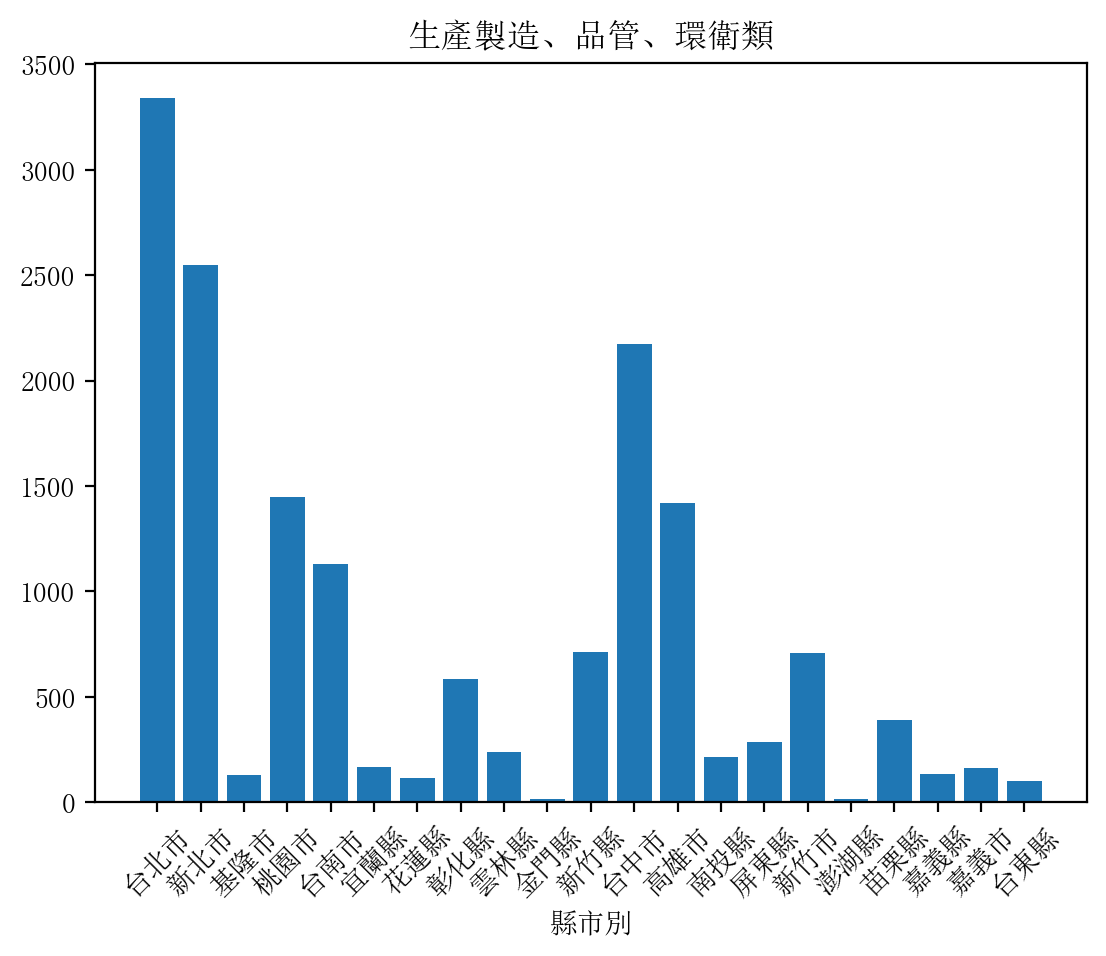 生產製造、品管、環衛類
3500
3000
2500
2000
1500
1000
500
0
台北市
新北市
基隆市
桃園市
台南市
宜蘭縣
花蓮縣
彰化縣
雲林縣
金門縣
新竹縣
台中市
高雄市
南投縣
屏東縣
新竹市
澎湖縣
苗栗縣
嘉義縣
嘉義市
台東縣
縣市別